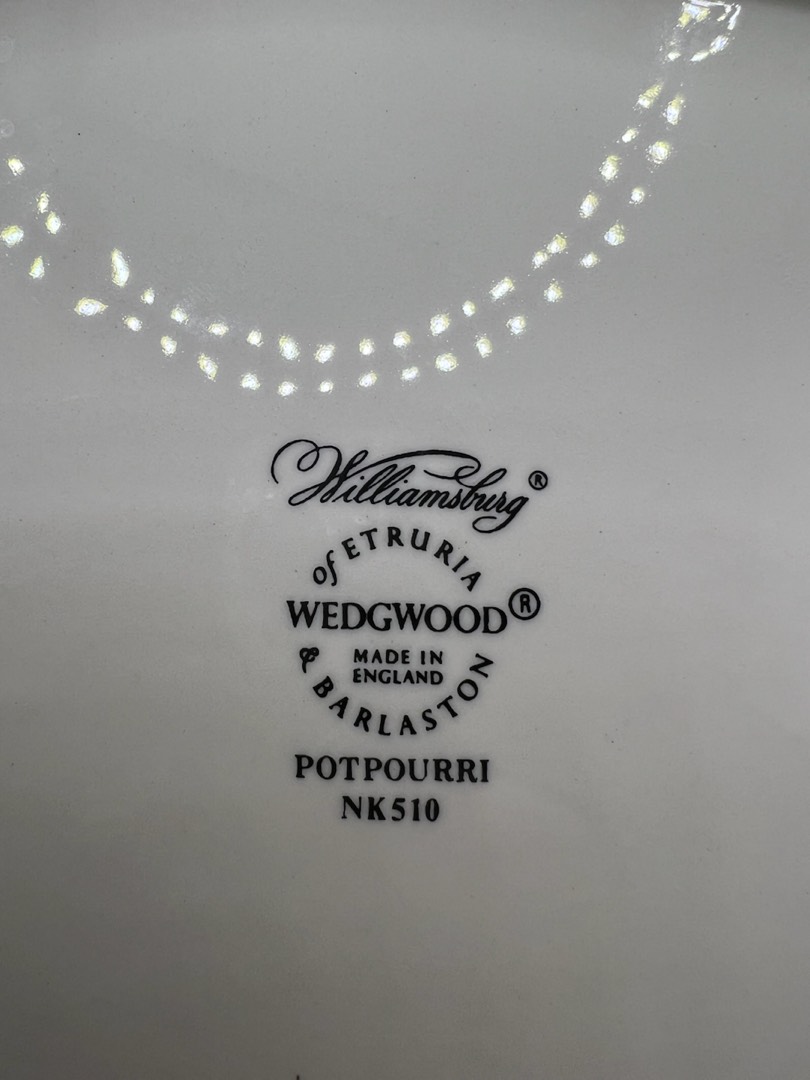 Williamsburg®
of ETRURIA
WEDGWOOD®
MADE IN
ENGLAND
& BARLASTON
POTPOURRI
NK510